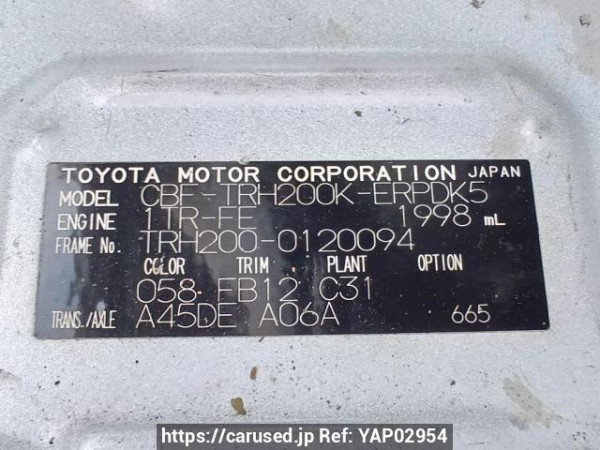 TOYOTA MOTOR CORPORATION JAPAN
MODEL CBF-TRH200K-ERPDK5
ENGINE 1TR-FE 1998 mL
FRAME No. TRH200-0120094
COLOR TRIM PLANT OPTION
058 FB12 C31
TRANS./AXLE A45DE A06A 665
https://carused.jp Ref: YAP02954